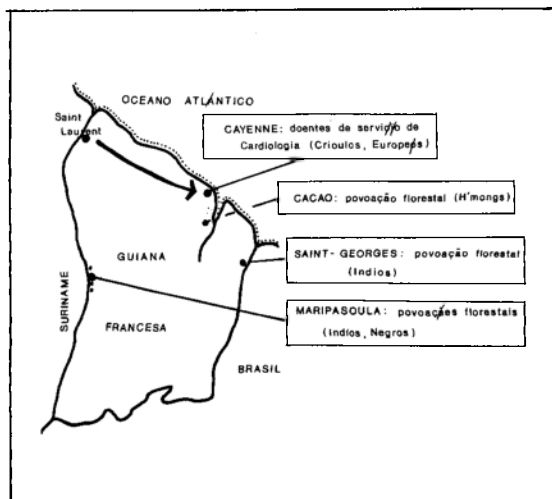 OCEANO ATLÂNTICO
Saint
Laurent
CAYENNE: doentes de serviço de
Cardiologia (Crioulos, Europeus)
CACAO: povoação florestal (H'mongs)
GUIANA
SAINT-GEORGES: povoação florestal
(Indios)
SURINAME
MARIPASOULA: povoações florestais
(Indios, Negros)
FRANCESA
BRASIL